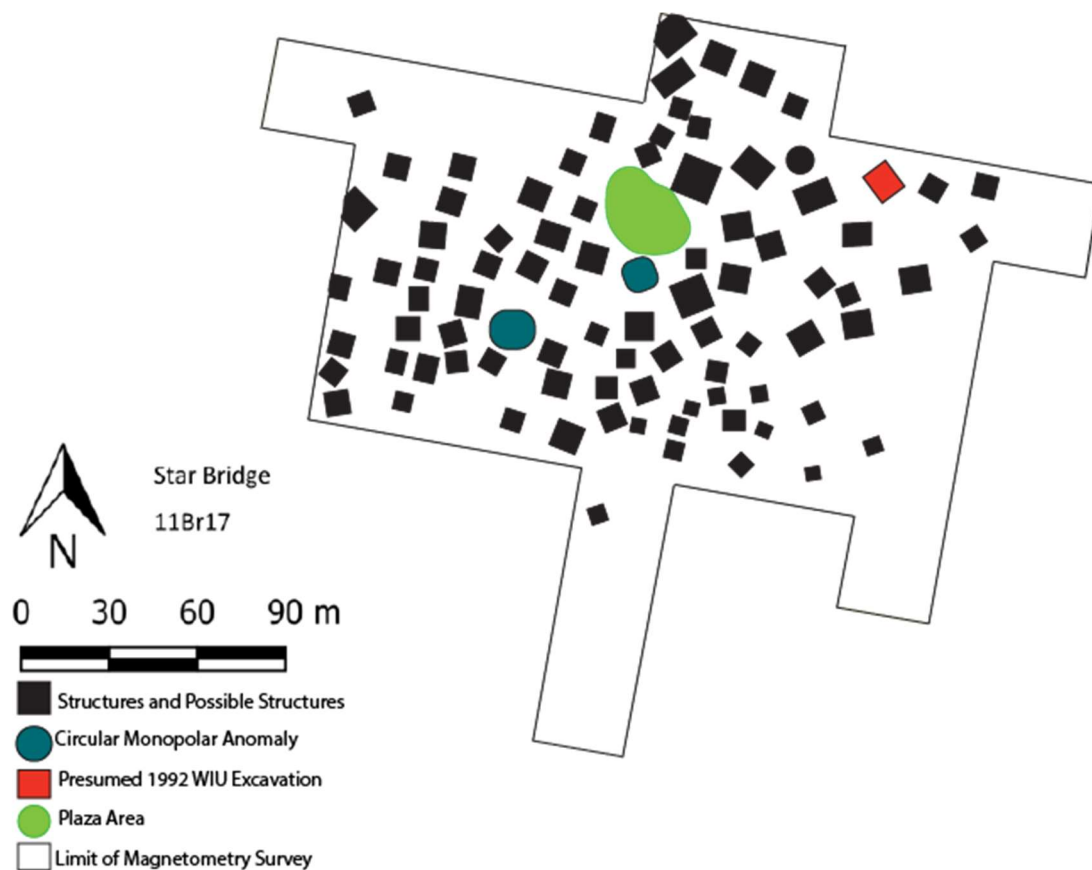 Star Bridge
11Br17
N
0 30 60 90 m
Structures and Possible Structures
Circular Monopolar Anomaly
Presumed 1992 WIU Excavation
Plaza Area
Limit of Magnetometry Survey